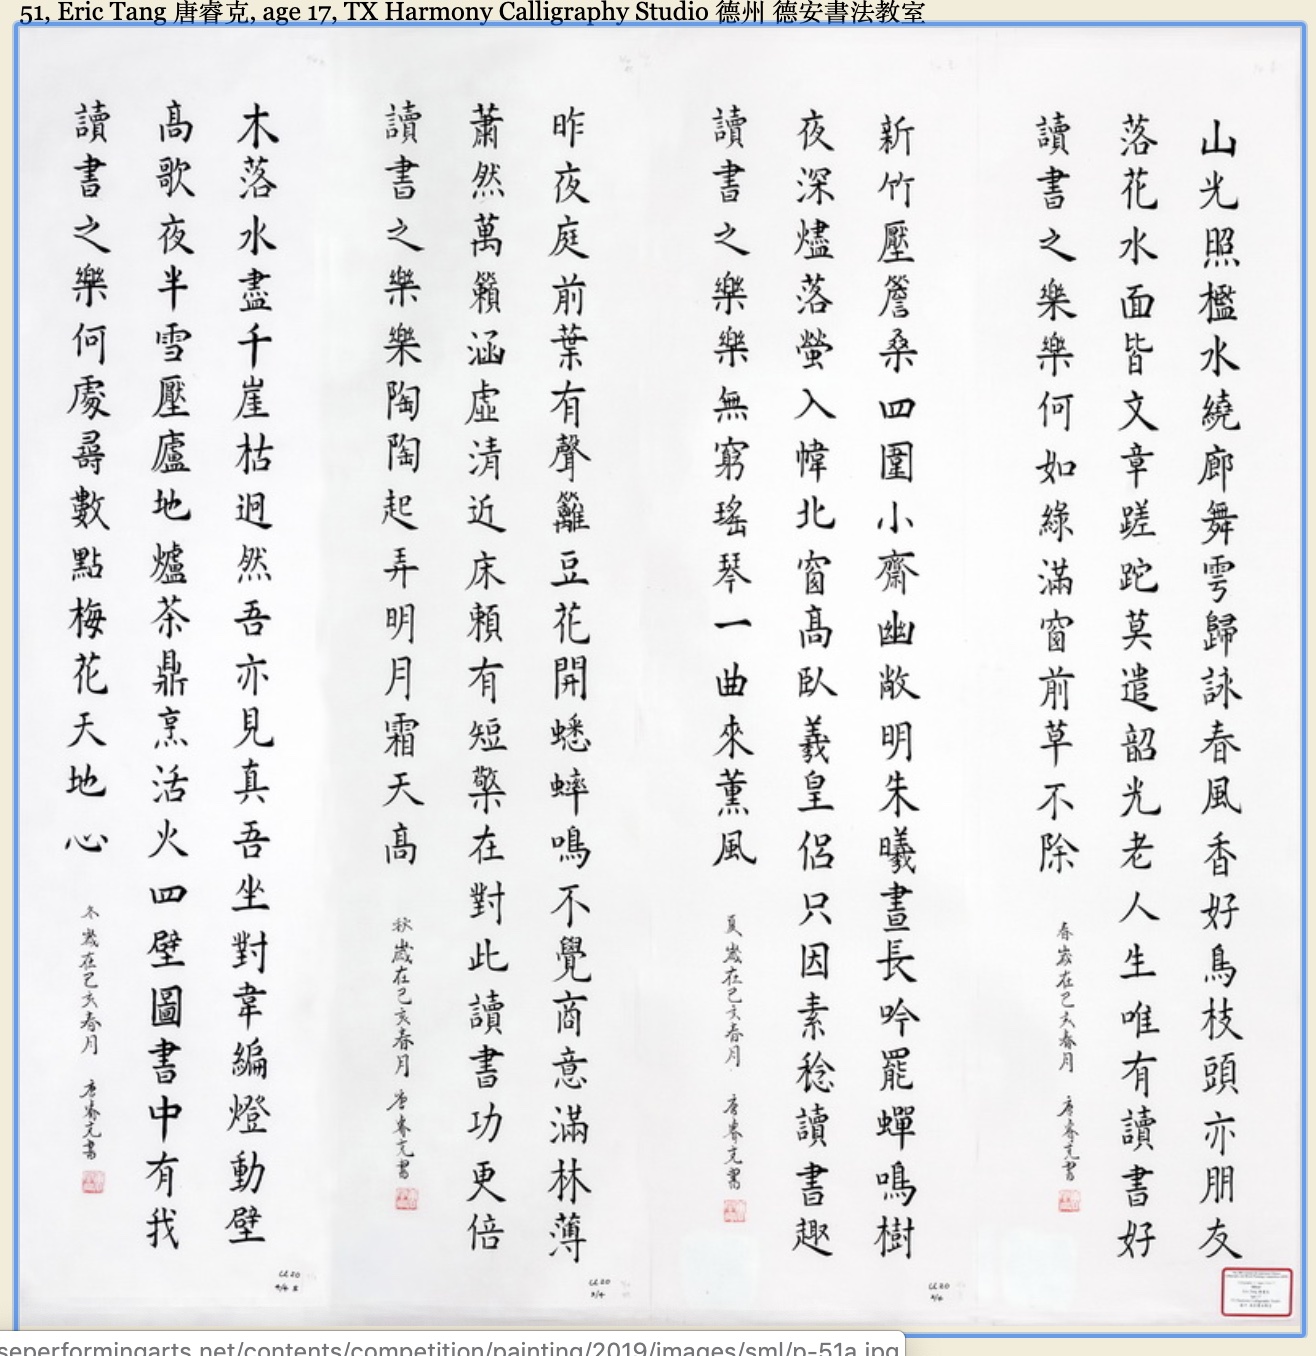 51, Eric Tang 唐睿克, age 17, TX Harmony Calligraphy Studio 德州 德安書法教室
山光照檻水繞廊舞雩歸詠春風香好鳥枝頭亦朋友
落花水面皆文章蹉跎莫遣韶光老人生唯有讀書好
讀書之樂樂何如綠滿窗前草不除
春歲在己亥春月 唐睿克書
新竹壓簷桑四圍小齋幽敞明朱曦晝長吟罷蟬鳴樹
夜深燼落螢入幃北窗高臥羲皇侶只因素稔讀書趣
讀書之樂樂無窮瑤琴一曲來薰風
夏歲在己亥春月 唐睿克書
昨夜庭前葉有聲籬豆花開蟋蟀鳴不覺商意滿林薄
蕭然萬籟涵虛清近床賴有短檠在對此讀書功更倍
讀書之樂樂陶陶起弄明月霜天高
秋歲在己亥春月 唐睿克書
木落水盡千崖枯迥然吾亦見真吾坐對韋編燈動壁
高歌夜半雪壓廬地爐茶鼎烹活火四壁圖書中有我
讀書之樂何處尋數點梅花天地心
冬歲在己亥春月 唐睿克書
seperformingarts.net/contents/competition/painting/2019/images/sml/p-51a.jpg